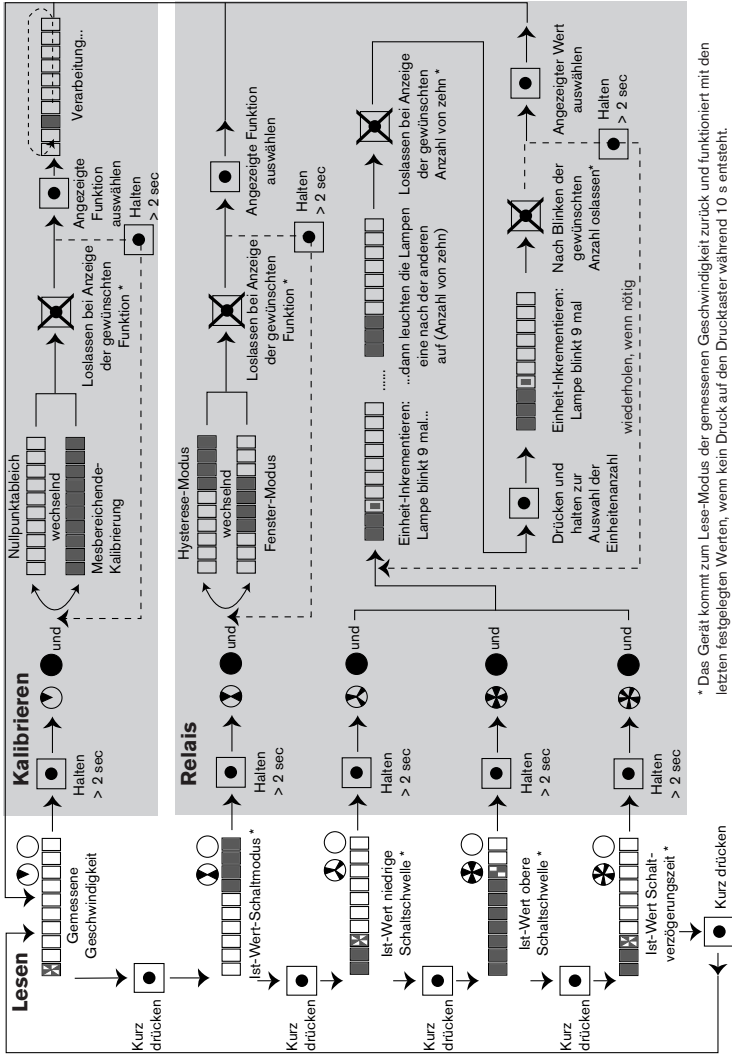 Lesen
Gemessene
Geschwindigkeit
Kurz
drücken
Ist-Wert-Schaltmodus *
Kurz
drücken
Ist-Wert niedrige
Schaltschwelle *
Kurz
drücken
Ist-Wert obere
Schaltschwelle *
Kurz
drücken
Ist-Wert Schalt-
verzögerungszeit *
Kurz drücken
Kalibrieren
Halten
> 2 sec
und
Nullpunktableich
wechselnd
Mesbereichende-
Kalibrierung
Loslassen bei Anzeige
der gewünschten
Funktion *
Angezeigte
Funktion
auswählen
Halten
> 2 sec
Verarbeitung...
Relais
Halten
> 2 sec
und
Hysterese-Modus
wechselnd
Fenster-Modus
Loslassen bei Anzeige
der gewünschten
Funktion *
Angezeigte Funktion
auswählen
Halten
> 2 sec
Halten
> 2 sec
und
Halten
> 2 sec
und
Halten
> 2 sec
und
Einheit-Inkrementieren:
Lampe blinkt 9 mal...
......
...dann leuchten die Lampen
eine nach der anderen
auf (Anzahl von zehn)
Loslassen bei Anzeige
der gewünschten
Anzahl von zehn *
Drücken und
halten zur
Auswahl der
Einheitenanzahl
Einheit-Inkrementieren:
Lampe blinkt 9 mal
Nach Blinken der
gewünschten
Anzahl oslassen*
Angezeigter Wert
auswählen
Halten
> 2 sec
wiederholen, wenn nötig
* Das Gerät kommt zum Lese-Modus der gemessenen Geschwindigkeit zurück und funktioniert mit den
letzten festgelegten Werten, wenn kein Druck auf den Drucktaster während 10 s entsteht.